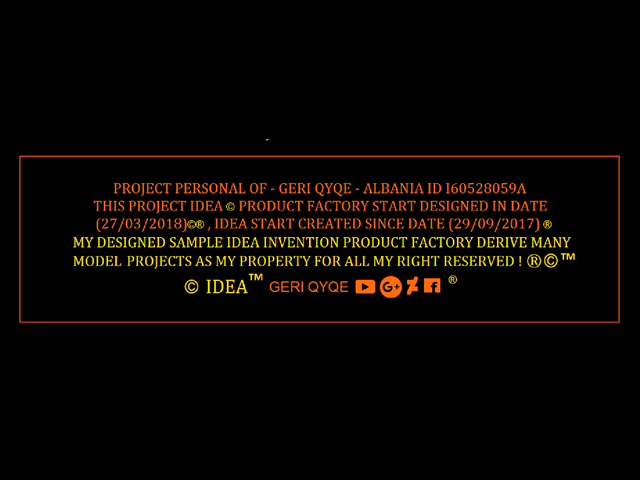 PROJECT PERSONAL OF - GERI QYQE - ALBANIA ID I60528059A
THIS PROJECT IDEA © PRODUCT FACTORY START DESIGNED IN DATE
(27/03/2018)©® , IDEA START CREATED SINCE DATE (29/09/2017) ®
MY DESIGNED SAMPLE IDEA INVENTION PRODUCT FACTORY DERIVE MANY
MODEL PROJECTS AS MY PROPERTY FOR ALL MY RIGHT RESERVED ! ®©™
© IDEA™ GERI QYQE G+ f ®